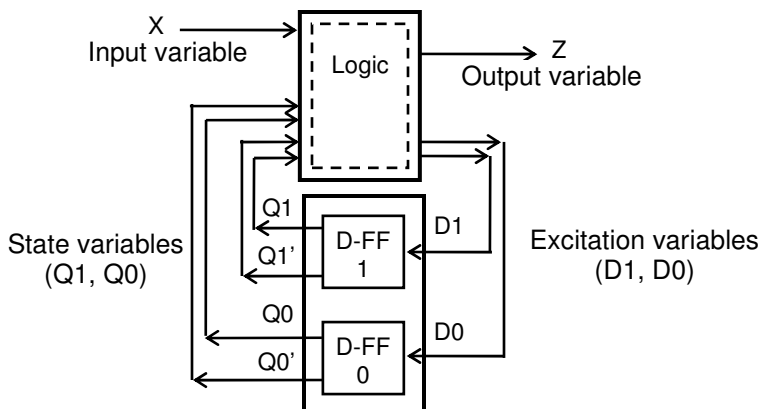 X
Input variable
Logic
Z
Output variable
Q1
D1
D-FF
1
Q1’
State variables
(Q1, Q0)
Excitation variables
(D1, D0)
Q0
D0
D-FF
0
Q0’